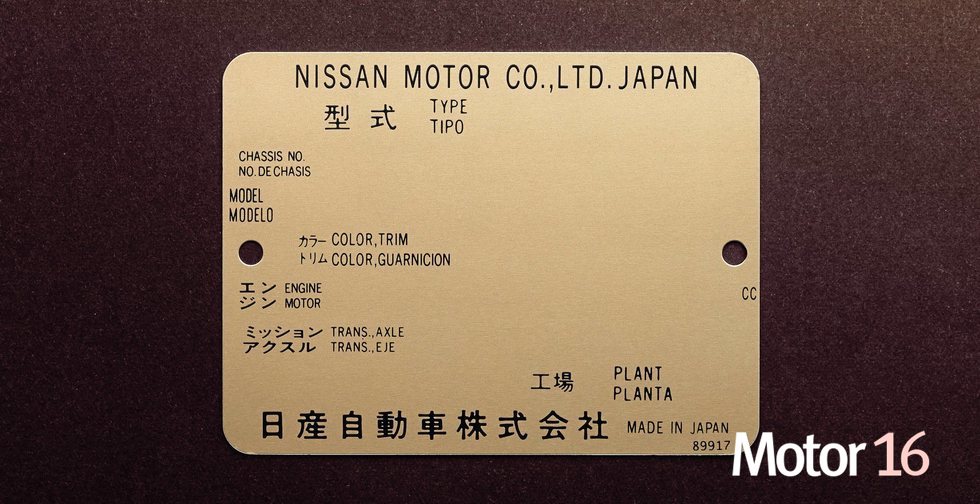 NISSAN MOTOR CO.,LTD. JAPAN
型式 TYPE
TIPO
CHASSIS NO.
NO. DE CHASIS
MODEL
MODELO
カラー COLOR,TRIM
トリム COLOR,GUARNICION
エン ENGINE
ジン MOTOR
CC
ミッション TRANS.,AXLE
アクスル TRANS.,EJE
工場 PLANT
PLANTA
日産自動車株式会社 MADE IN JAPAN
89917
Motor 16